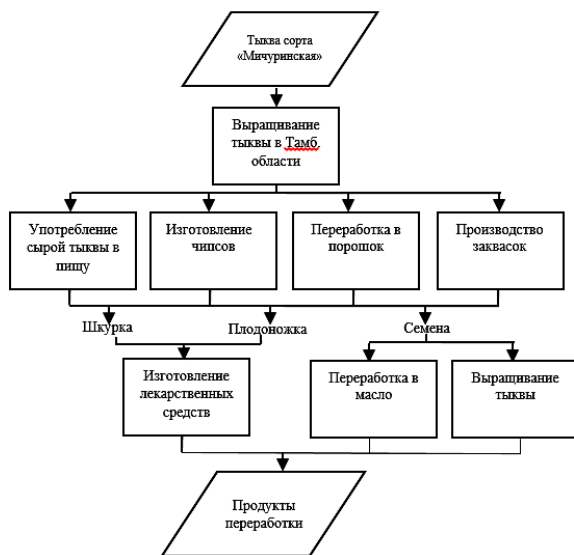 Тыква сорта
«Мичуринская»
Выращивание
тыквы в Тамб.
области
Употребление
сырой тыквы в
пищу
Изготовление
чипсов
Переработка в
порошок
Производство
заквасок
Шкурка
Плодоножка
Семена
Изготовление
лекарственных
средств
Переработка в
масло
Выращивание
тыквы
Продукты
переработки